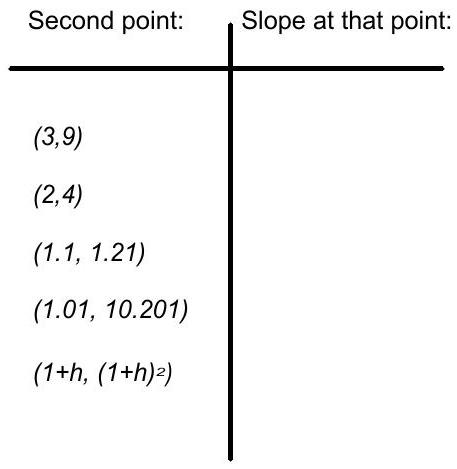 Second point: Slope at that point:
(3,9)
(2,4)
(1.1, 1.21)
(1.01, 10.201)
(1+h, (1+h)²)